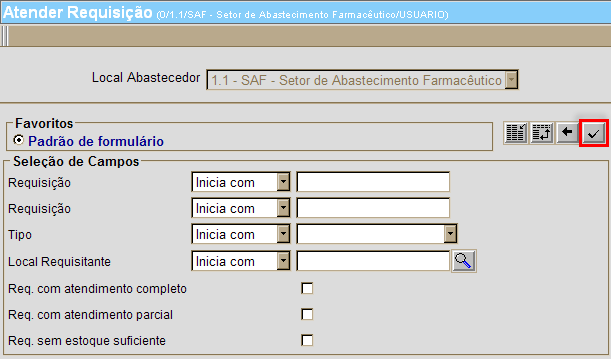 Atender Requisição (0/1.1/SAF - Setor de Abastecimento Farmacêutico/USUARIO)
Local Abastecedor 1.1 - SAF - Setor de Abastecimento Farmacêutico
Favoritos
Padrão de formulário
Seleção de Campos
Requisição Inicia com
Requisição Inicia com
Tipo Inicia com
Local Requisitante Inicia com
Req. com atendimento completo
Req. com atendimento parcial
Req. sem estoque suficiente